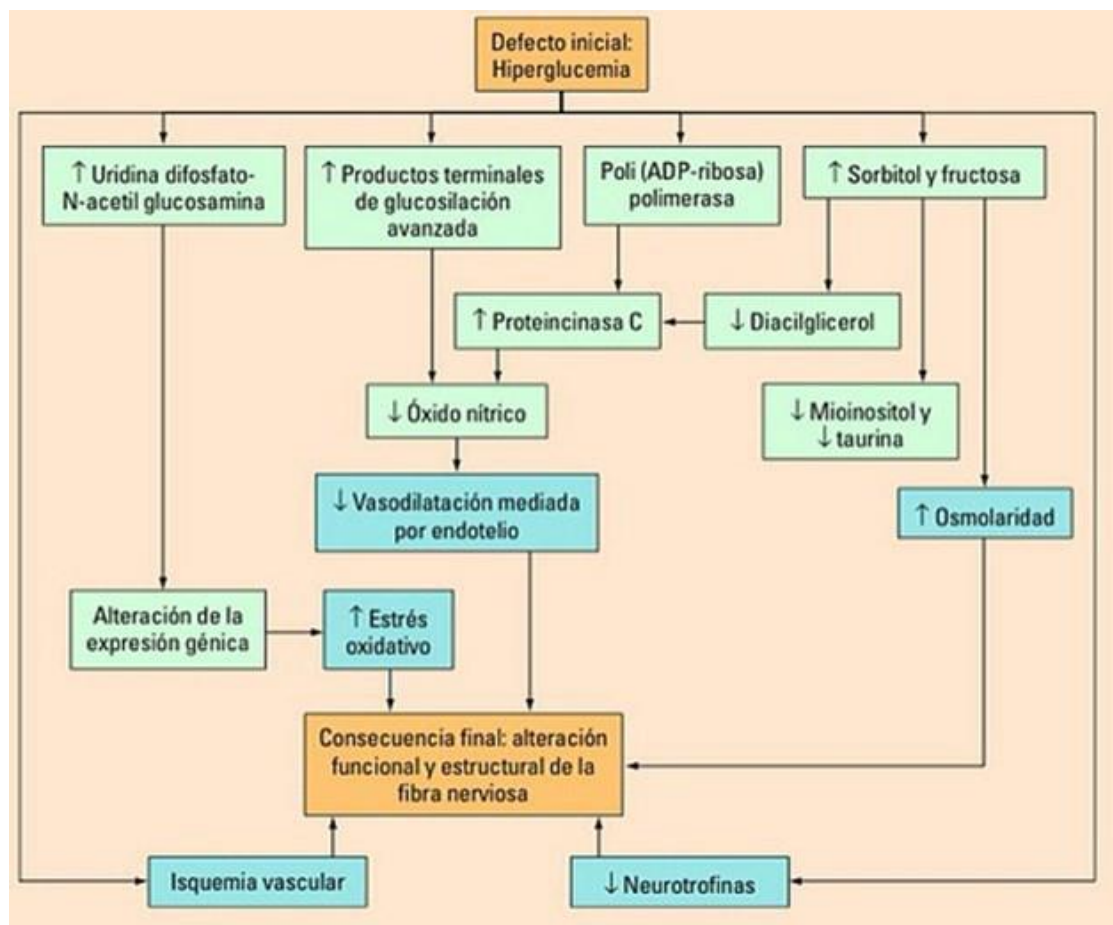 Defecto inicial:
Hiperglucemia
↑ Uridina difosfato-
N-acetil glucosamina
↑ Productos terminales
de glucosilación
avanzada
Poli (ADP-ribosa)
polimerasa
↑ Sorbitol y fructosa
↑ Proteincinasa C
↓ Diacilglicerol
↓ Óxido nítrico
↓ Mioinositol y
↓ taurina
↓ Vasodilatación mediada
por endotelio
↑ Osmolaridad
Alteración de la
expresión génica
↑ Estrés
oxidativo
Consecuencia final: alteración
funcional y estructural de la
fibra nerviosa
Isquemia vascular
↓ Neurotrofinas